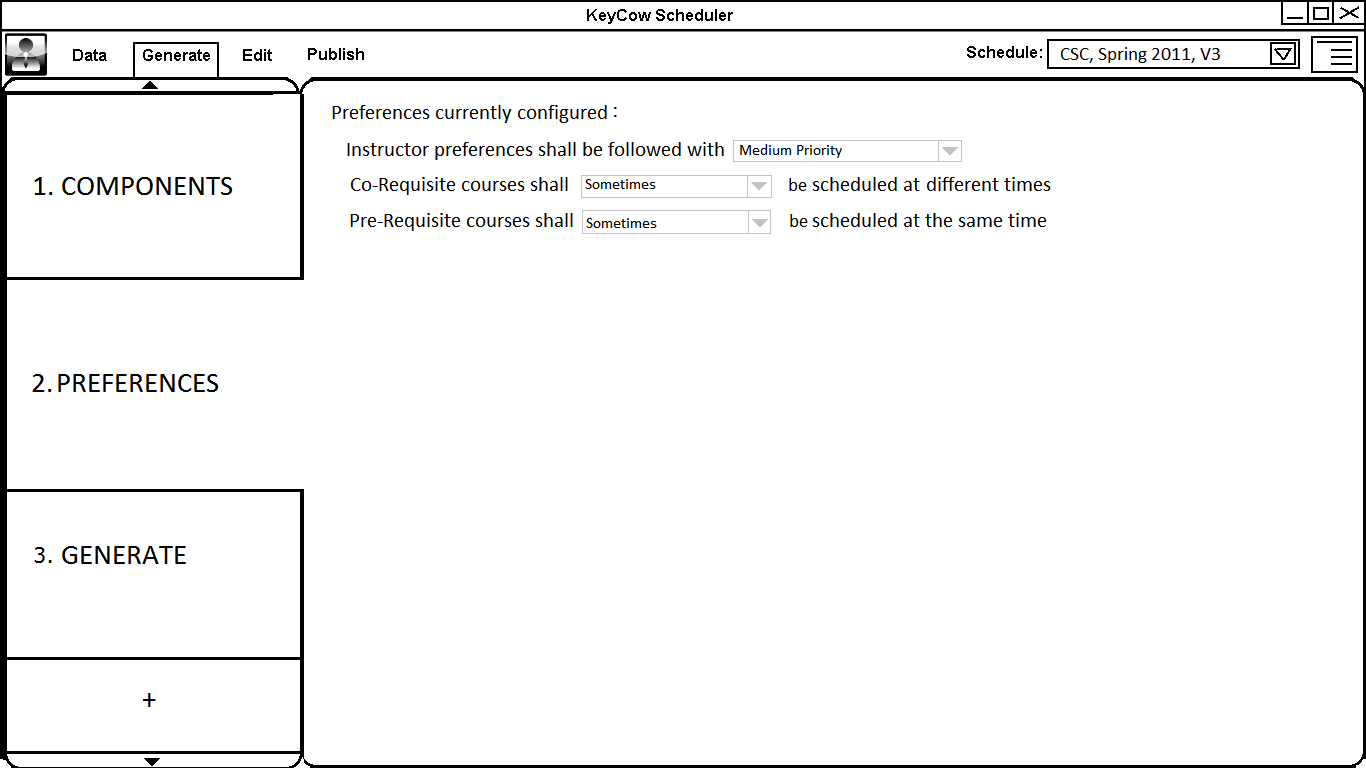 KeyCow Scheduler
Data Generate Edit Publish Schedule: CSC, Spring 2011, V3
1. COMPONENTS
2. PREFERENCES
3. GENERATE
+
Preferences currently configured :
Instructor preferences shall be followed with Medium Priority
Co-Requisite courses shall Sometimes be scheduled at different times
Pre-Requisite courses shall Sometimes be scheduled at the same time